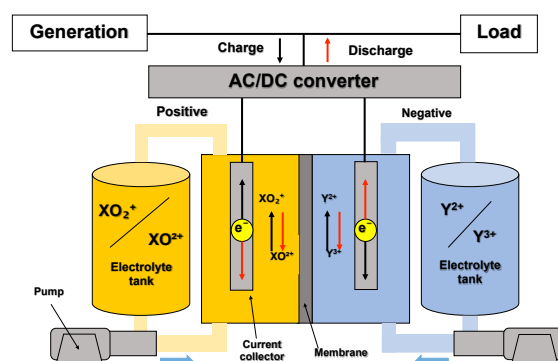 Generation
Load
Charge
Discharge
AC/DC converter
Positive
Negative
XO₂⁺
XO²⁺
Electrolyte
tank
e⁻
XO₂⁺
XO²⁺
Y²⁺
Y³⁺
e⁻
Y²⁺
Y³⁺
Electrolyte
tank
Pump
Current
collector
Membrane